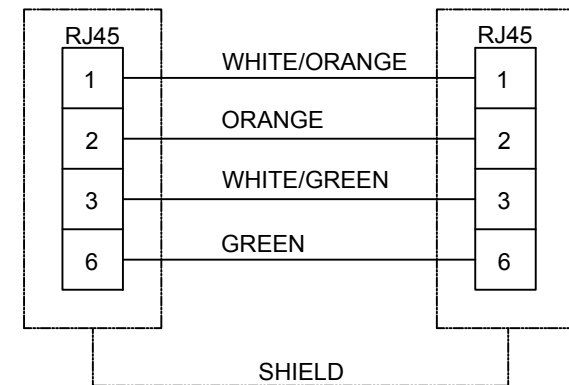 RJ45 RJ45
1 WHITE/ORANGE 1
2 ORANGE 2
3 WHITE/GREEN 3
6 GREEN 6
SHIELD